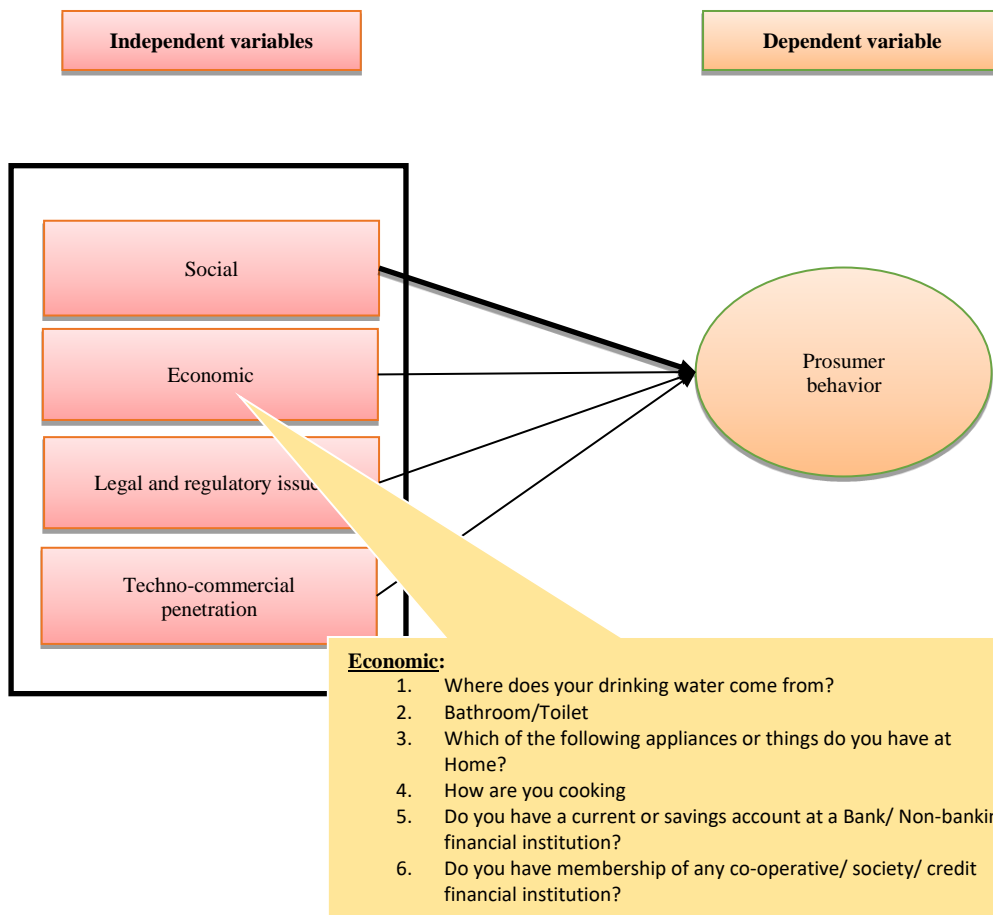 Independent variables
Dependent variable
Social
Economic
Legal and regulatory issue
Techno-commercial
penetration
Prosumer
behavior
Economic:
1. Where does your drinking water come from?
2. Bathroom/Toilet
3. Which of the following appliances or things do you have at
Home?
4. How are you cooking
5. Do you have a current or savings account at a Bank/ Non-bankin
financial institution?
6. Do you have membership of any co-operative/ society/ credit
financial institution?